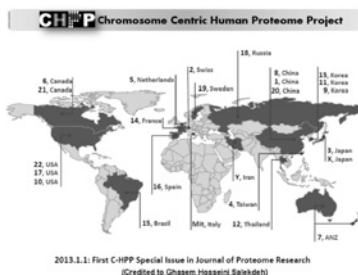 C-HPP Chromosome Centric Human Proteome Project
18, Russia
2, Swiss
6, Canada
21, Canada
5, Netherlands
19, Sweden
8, China
1, China
20, China
13, Korea
11, Korea
9, Korea
14, France
3, Japan
X, Japan
22, USA
17, USA
10, USA
Y, Iran
16, Spain
4, Taiwan
15, Brazil
Mit, Italy
12, Thailand
7, ANZ
2013.1.1: First C-HPP Special Issue in Journal of Proteome Research
(Credited to Ghasem Hosseini Salekdeh)